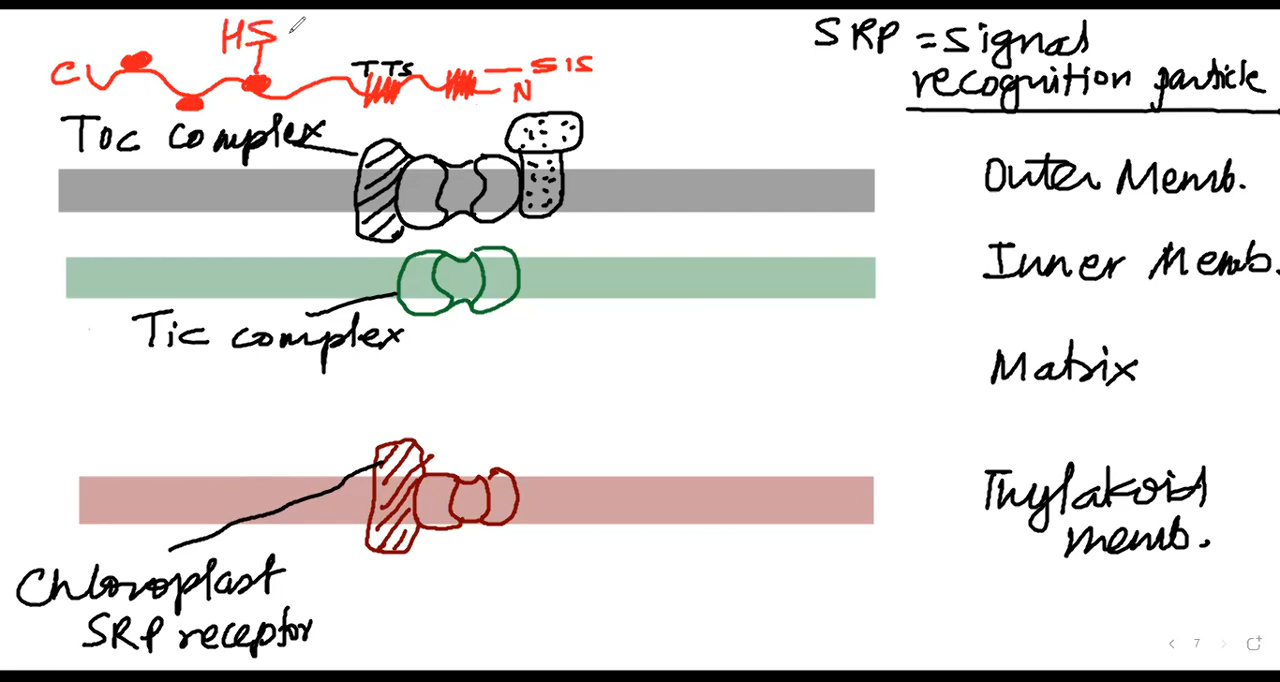 HS
C
TTS
SIS
N
SRP = Signal
recognition particle
Toc complex
Outer Memb.
Inner Memb.
Tic complex
Matrix
Thylakoid
memb.
Chloroplast
SRP receptor
7